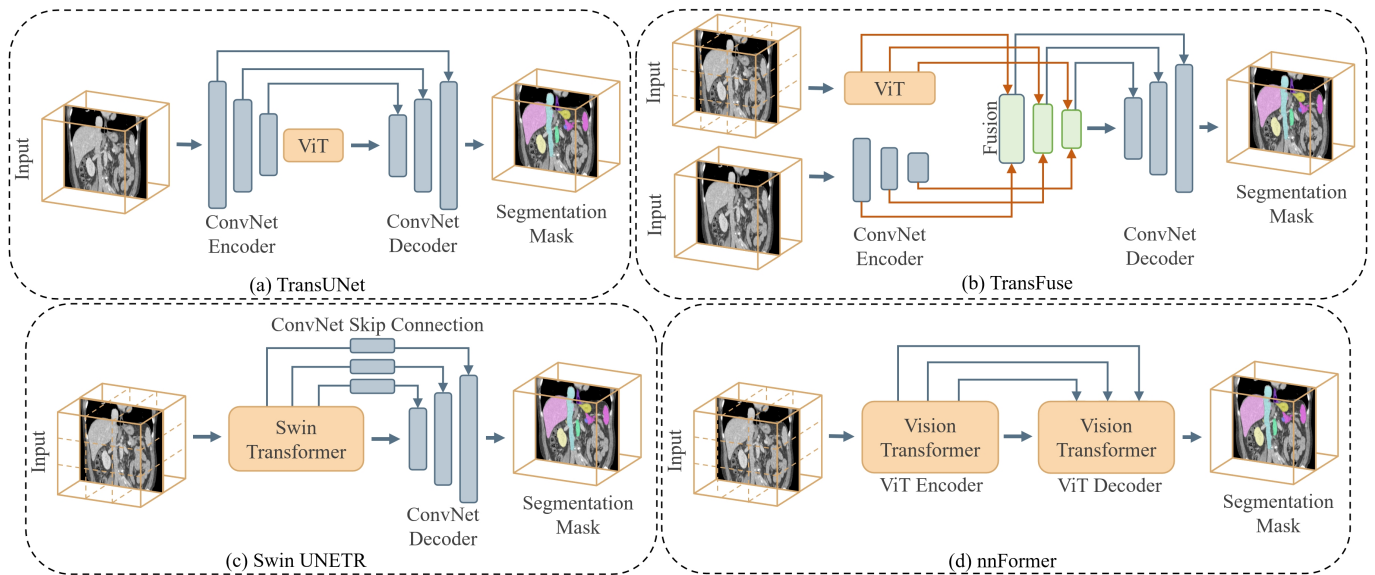 Input
ViT
ConvNet
Encoder
ConvNet
Decoder
Segmentation
Mask
(a) TransUNet
Input
Input
ViT
Fusion
ConvNet
Encoder
ConvNet
Decoder
Segmentation
Mask
(b) TransFuse
ConvNet Skip Connection
Input
Swin
Transformer
ConvNet
Decoder
Segmentation
Mask
(c) Swin UNETR
Input
Vision
Transformer
ViT Encoder
Vision
Transformer
ViT Decoder
Segmentation
Mask
(d) nnFormer